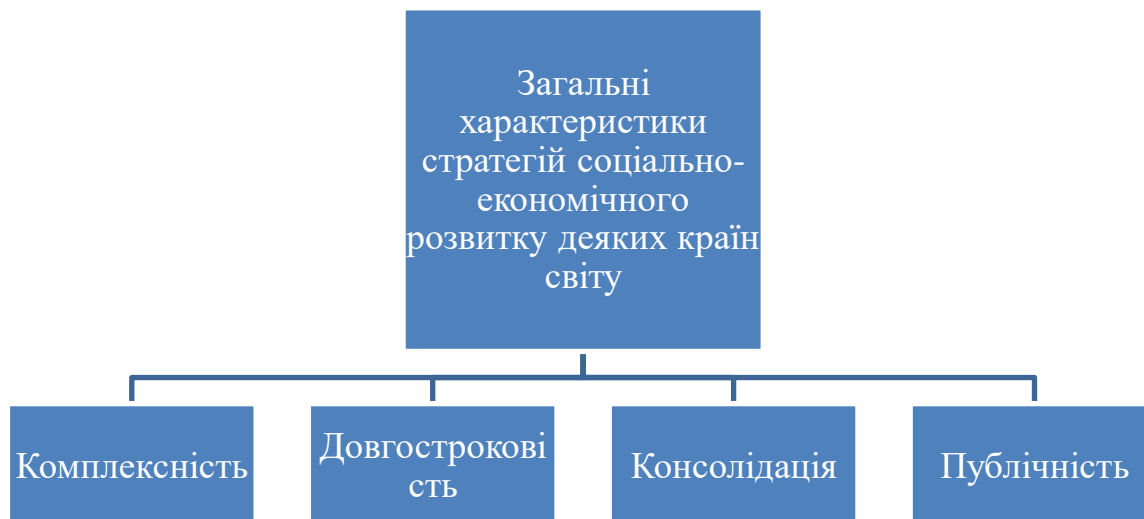 Загальні
характеристики
стратегій соціально-
економічного
розвитку деяких країн
світу
Комплексність
Довгострокові
сть
Консолідація
Публічність